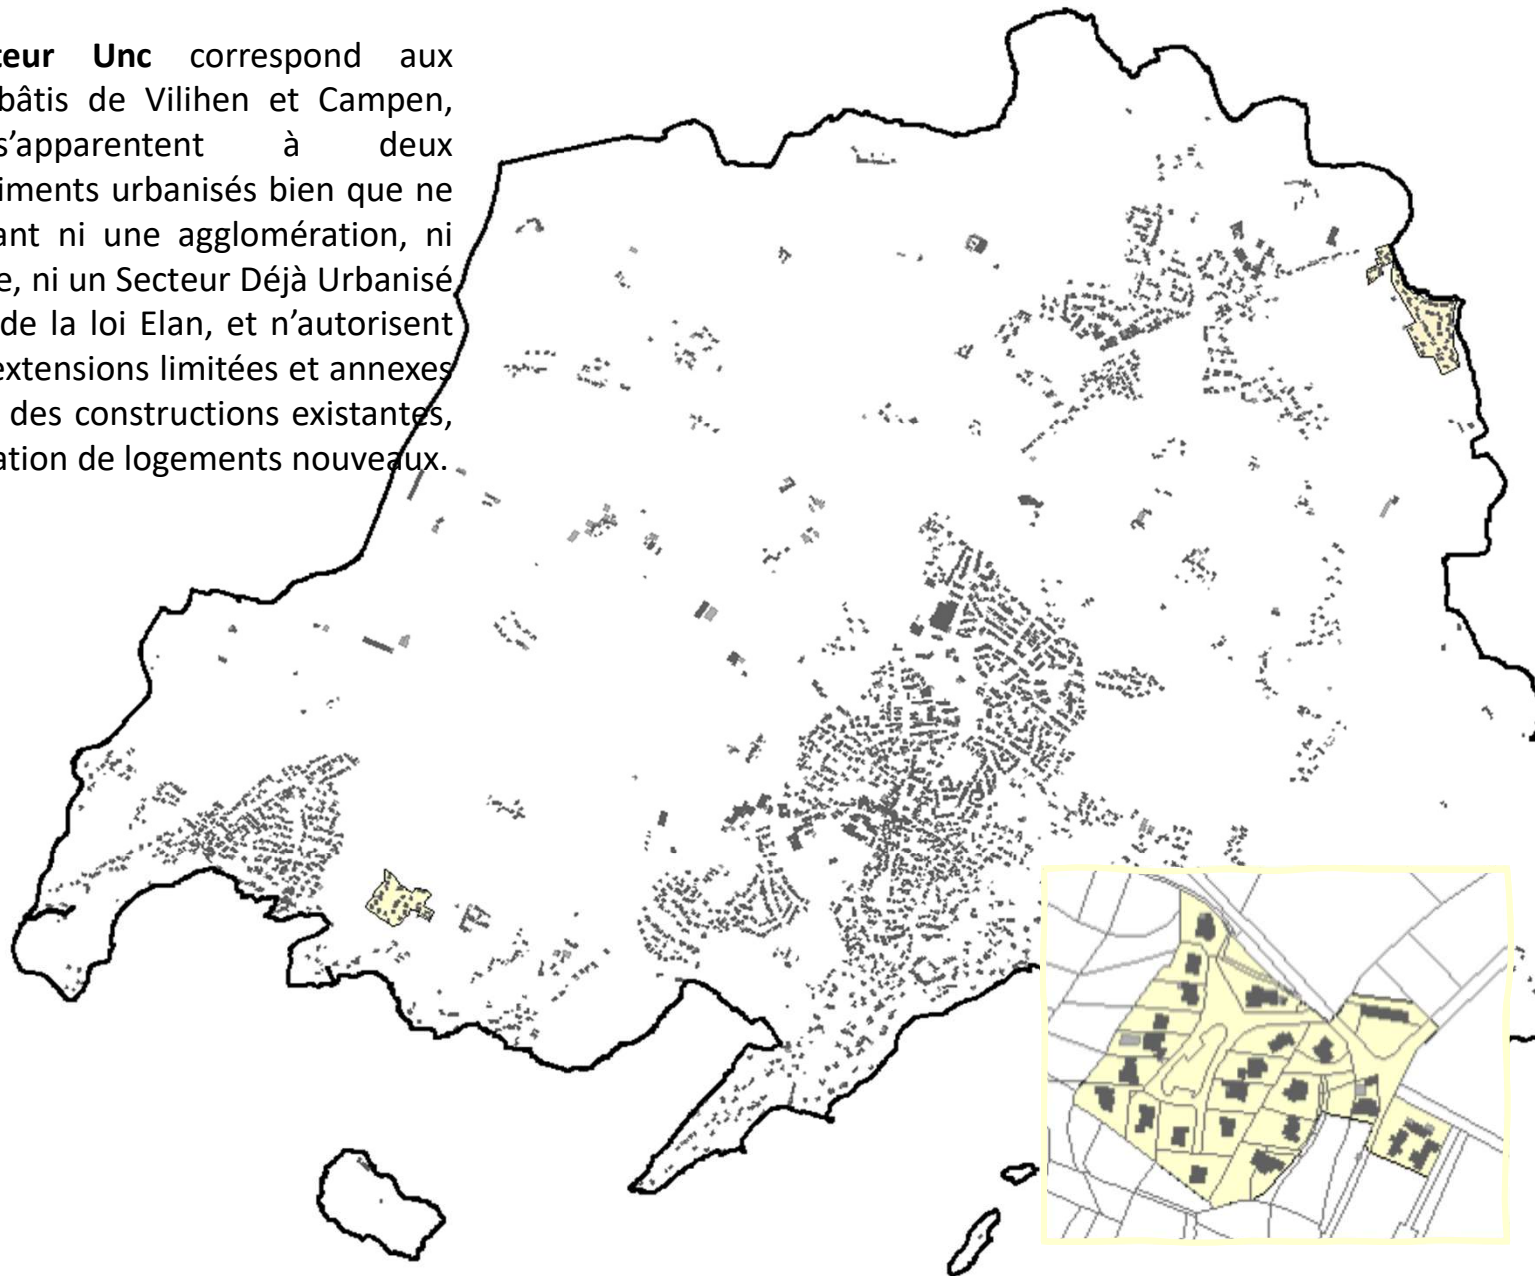 teur Unc correspond aux
bâtis de Vilihen et Campen,
s’apparentent à deux
iments urbanisés bien que ne
ant ni une agglomération, ni
e, ni un Secteur Déjà Urbanisé
de la loi Elan, et n’autorisent
extensions limitées et annexes
des constructions existantes,
ation de logements nouveaux.